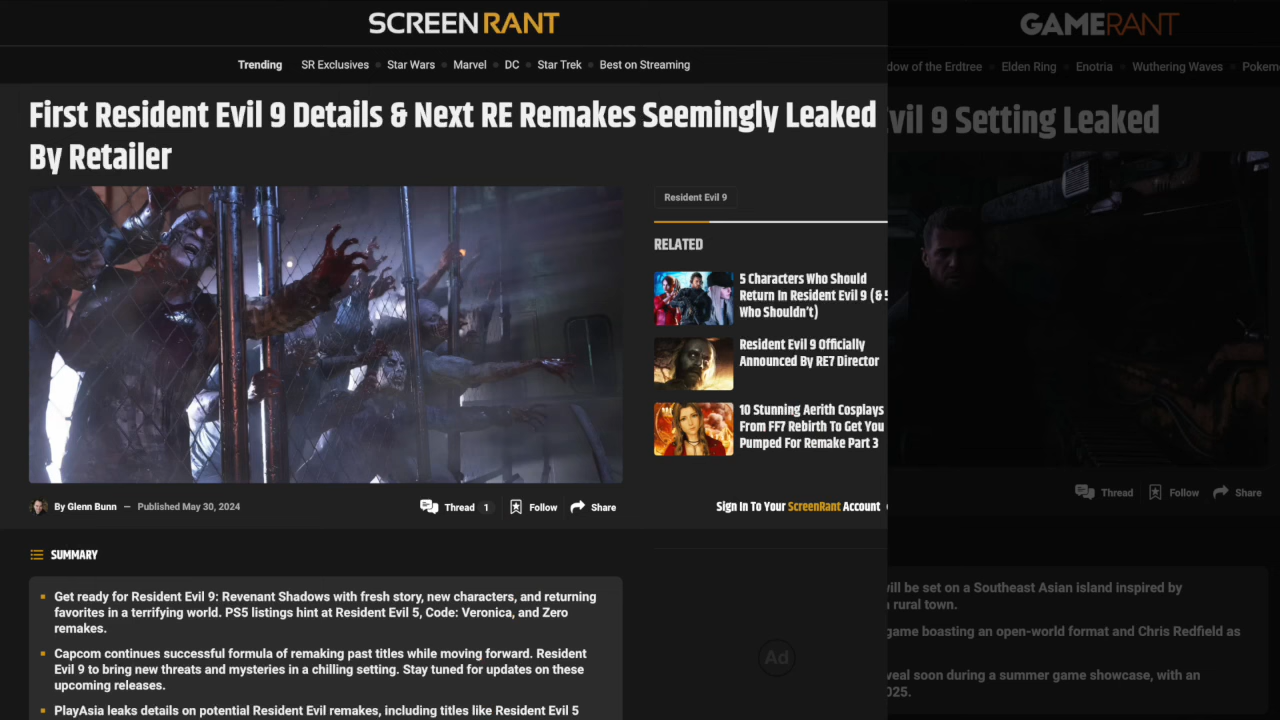 SCREEN RANT
Trending SR Exclusives Star Wars Marvel DC Star Trek Best on Streaming
First Resident Evil 9 Details & Next RE Remakes Seemingly Leaked
By Retailer
Resident Evil 9
RELATED
5 Characters Who Should
Return In Resident Evil 9 (& 5
Who Shouldn't)
Resident Evil 9 Officially
Announced By RE7 Director
10 Stunning Aerith Cosplays
From FF7 Rebirth To Get You
Pumped For Remake Part 3
By Glenn Bunn — Published May 30, 2024
Thread 1 Follow Share
Sign In To Your ScreenRant Account
SUMMARY
Get ready for Resident Evil 9: Revenant Shadows with fresh story, new characters, and returning
favorites in a terrifying world. PS5 listings hint at Resident Evil 5, Code: Veronica, and Zero
remakes.
Capcom continues successful formula of remaking past titles while moving forward. Resident
Evil 9 to bring new threats and mysteries in a chilling setting. Stay tuned for updates on these
upcoming releases.
PlayAsia leaks details on potential Resident Evil remakes, including titles like Resident Evil 5
Ad
GAMERANT
dow of the Erdtree Elden Ring Enotria Wuthering Waves Pokem
vil 9 Setting Leaked
Thread Follow Share
will be set on a Southeast Asian island inspired by
rural town.
game boasting an open-world format and Chris Redfield as
veal soon during a summer game showcase, with an
025.